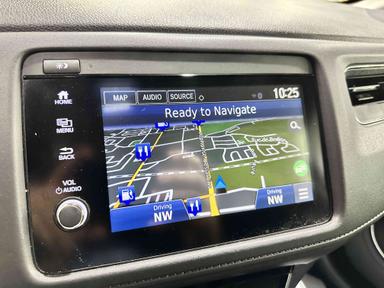 MAP AUDIO SOURCE 10:25
Ready to Navigate
HOME
MENU
BACK
VOL
AUDIO
Driving
NW
Driving
NW